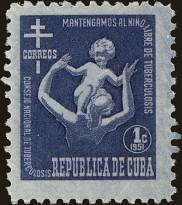 MANTENGAMOS AL NIÑO LIBRE DE TUBERCULOSIS
CORREOS
CONSEJO NACIONAL DE TUBERCULOSIS
1c
1951
REPUBLICA DE CUBA